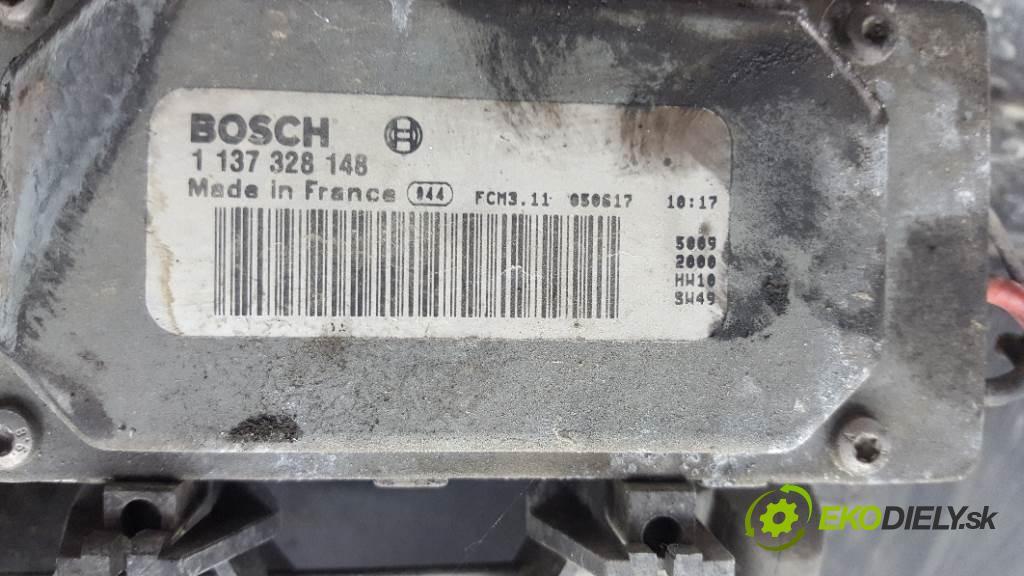 BOSCH
1 137 328 148
Made in France 044 FCM3.11 050617 10:17
5009
2000
HW10
SW49
EKODIELY.sk